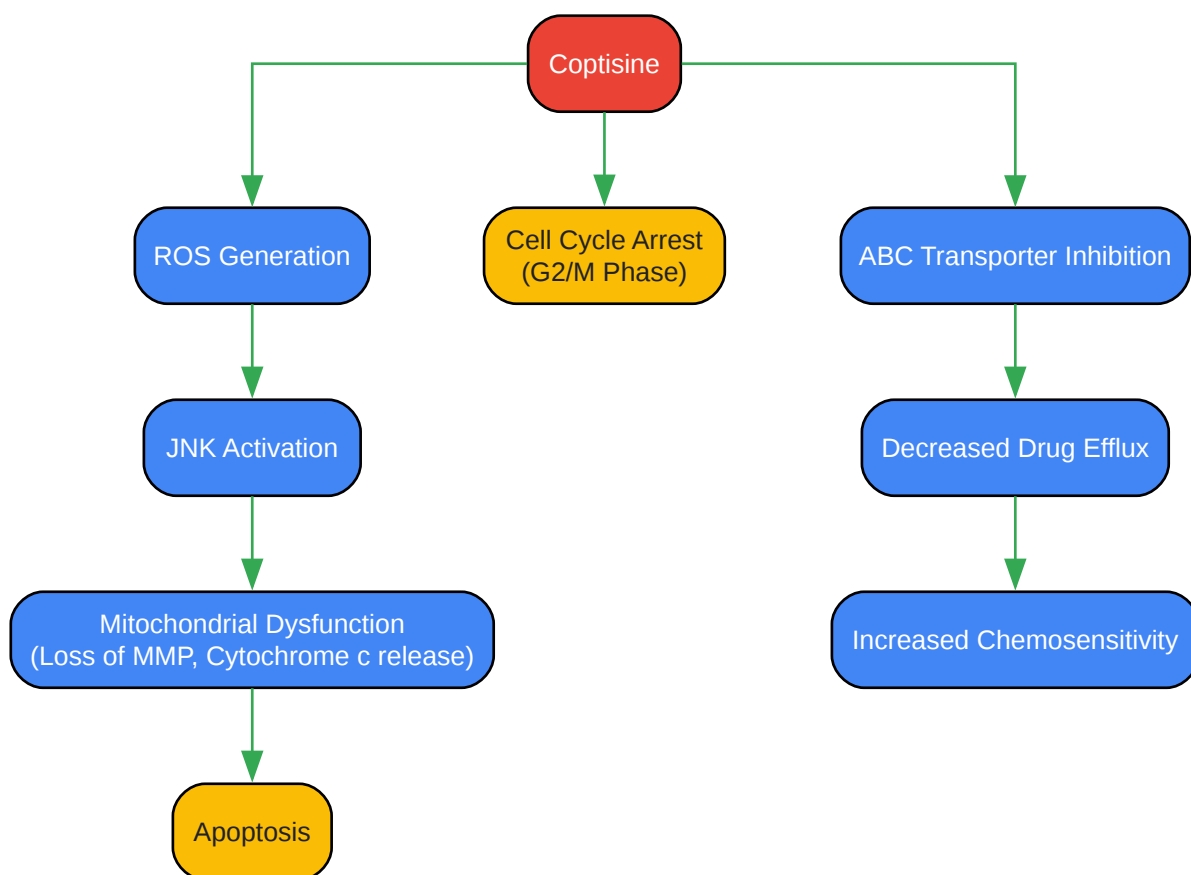 Coptisine
ROS Generation
Cell Cycle Arrest
(G2/M Phase)
ABC Transporter Inhibition
JNK Activation
Decreased Drug Efflux
Mitochondrial Dysfunction
(Loss of MMP, Cytochrome c release)
Increased Chemosensitivity
Apoptosis